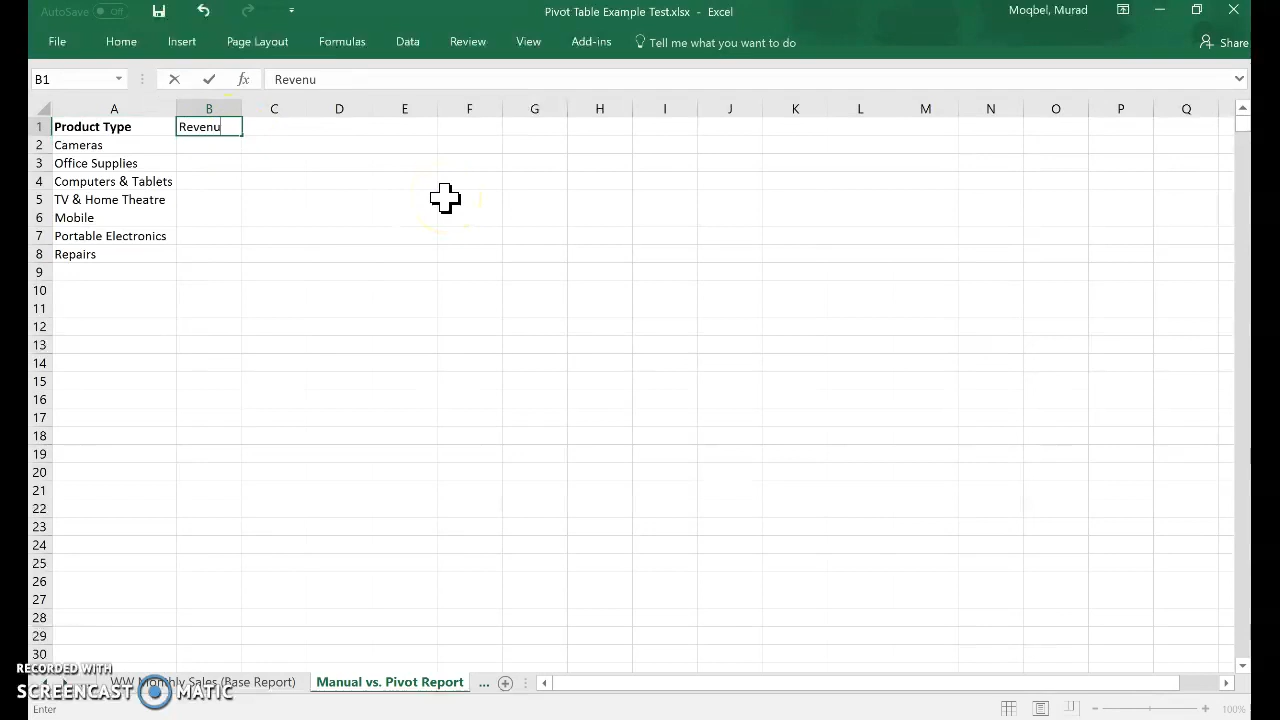 AutoSave Off
Pivot Table Example Test.xlsx - Excel
Moqbel, Murad
File Home Insert Page Layout Formulas Data Review View Add-ins Tell me what you want to do Share
B1 fx Revenu
A B C D E F G H I J K L M N O P Q
1 Product Type Revenu
2 Cameras
3 Office Supplies
4 Computers & Tablets
5 TV & Home Theatre
6 Mobile
7 Portable Electronics
8 Repairs
9
10
11
12
13
14
15
16
17
18
19
20
21
22
23
24
25
26
27
28
29
30
RECORDED WITH
WW Monthly Sales (Base Report) Manual vs. Pivot Report ...
SCREENCAST MATIC
Enter 100%